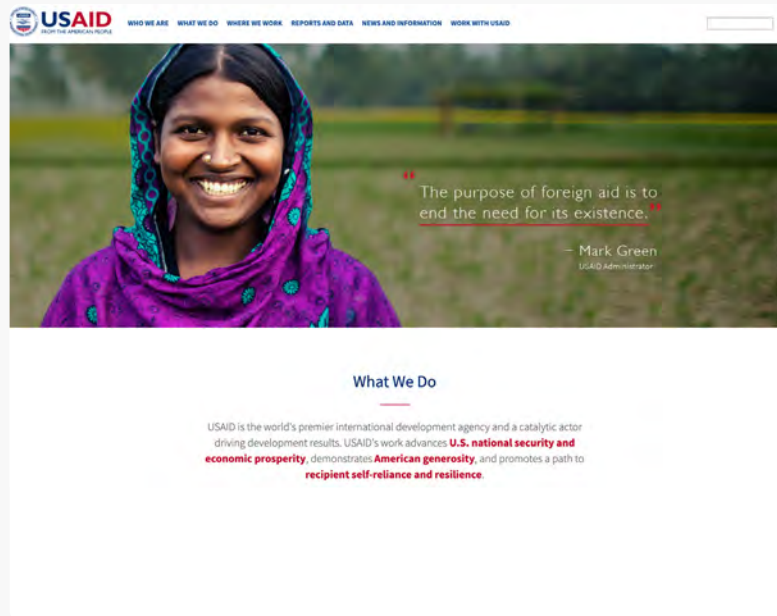 USAID
FROM THE AMERICAN PEOPLE
WHO WE ARE WHAT WE DO WHERE WE WORK REPORTS AND DATA NEWS AND INFORMATION WORK WITH USAID
"The purpose of foreign aid is to
end the need for its existence."
– Mark Green
USAID Administrator
What We Do
USAID is the world's premier international development agency and a catalytic actor
driving development results. USAID's work advances U.S. national security and
economic prosperity, demonstrates American generosity, and promotes a path to
recipient self-reliance and resilience.